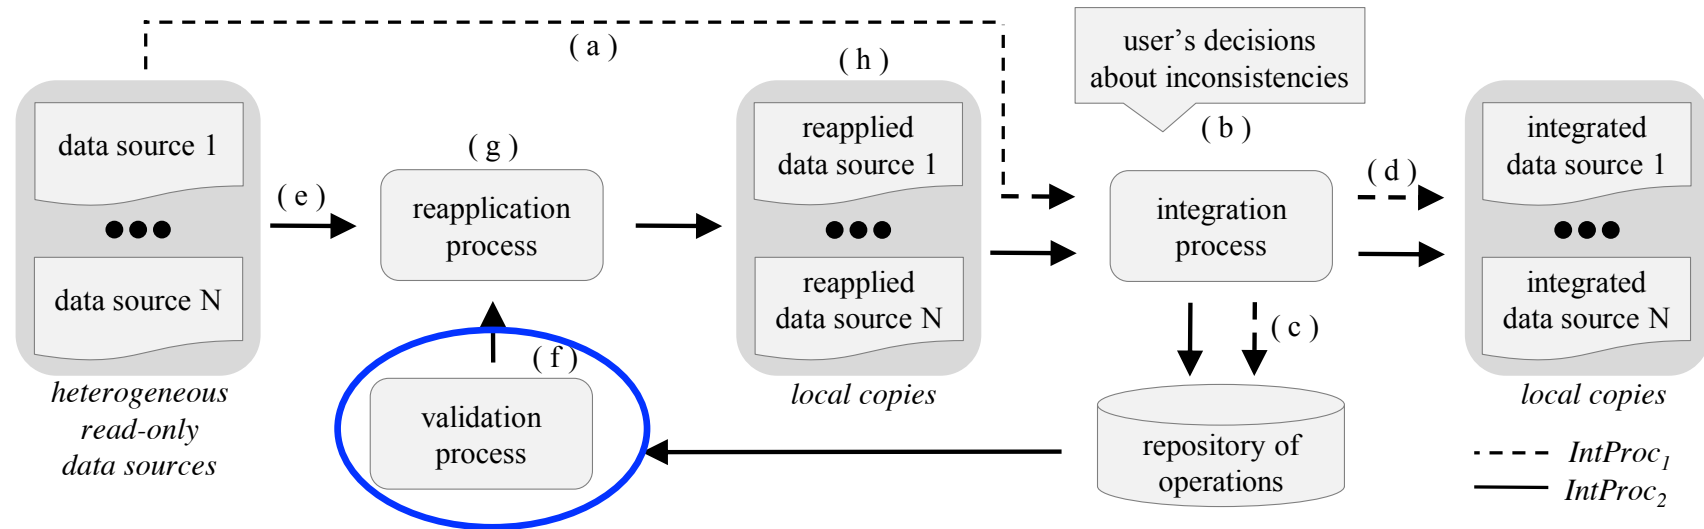 ( a )
user's decisions
about inconsistencies
( h )
data source 1
reapplied
data source 1
( b )
integrated
data source 1
( g )
( d )
( e )
reapplication
process
integration
process
data source N
reapplied
data source N
integrated
data source N
( c )
( f )
heterogeneous
read-only
data sources
validation
process
local copies
repository of
operations
local copies
IntProc1
IntProc2